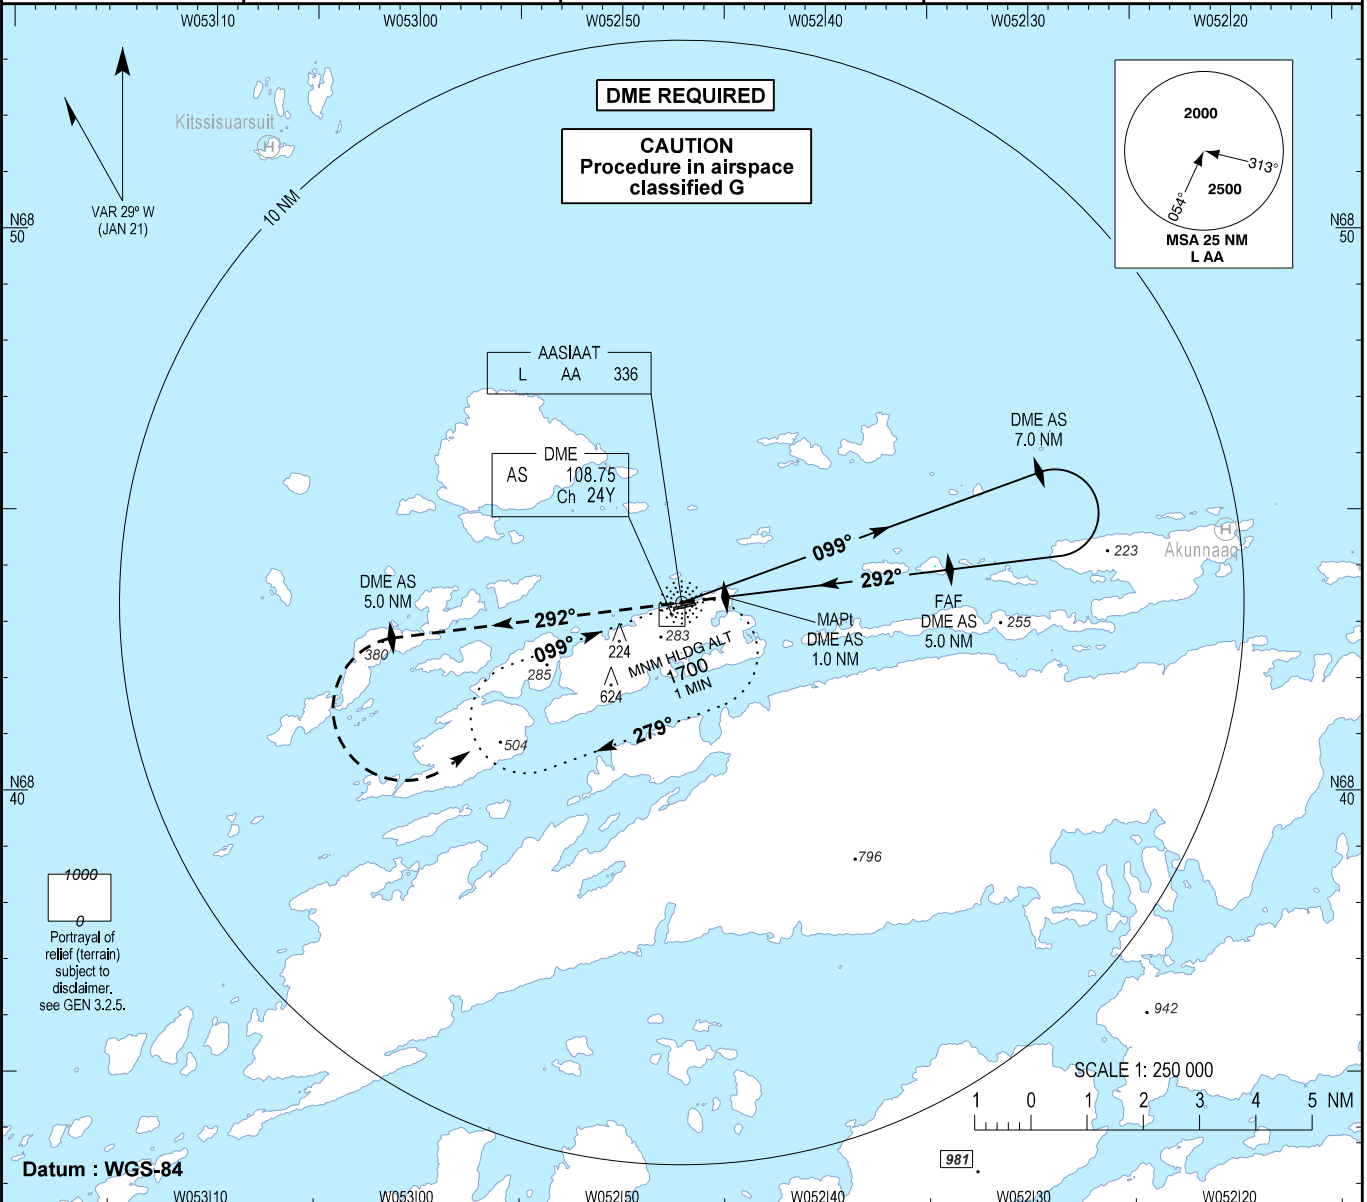 W053|10 W053|00 W052|50 W052|40 W052|30 W052|20
DME REQUIRED
CAUTION
Procedure in airspace
classified G
Kitssisuarsuit
H
VAR 29° W
(JAN 21)
10 NM
2000
313°
2500
054°
MSA 25 NM
L AA
N68
50
N68
50
AASIAAT
L AA 336
DME
AS 108.75
Ch 24Y
DME AS
7.0 NM
099°
292°
H
Akunnaaq
223
FAF
DME AS
5.0 NM
255
MAPt
DME AS
1.0 NM
DME AS
5.0 NM
292°
380
099°
285
224
283
624
MNM HLDG ALT
1700
1 MIN
279°
504
N68
40
N68
40
796
1000
0
Portrayal of
relief (terrain)
subject to
disclaimer.
see GEN 3.2.5.
942
SCALE 1: 250 000
1 0 1 2 3 4 5 NM
981
Datum : WGS-84
W053|10 W053|00 W052|50 W052|40 W052|30 W052|20